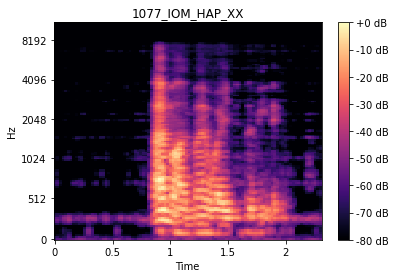 1077_IOM_HAP_XX
+0 dB
8192
-10 dB
4096
-20 dB
-30 dB
2048
Hz
-40 dB
1024
-50 dB
512
-60 dB
-70 dB
0
-80 dB
0
0.5
1
1.5
2
Time